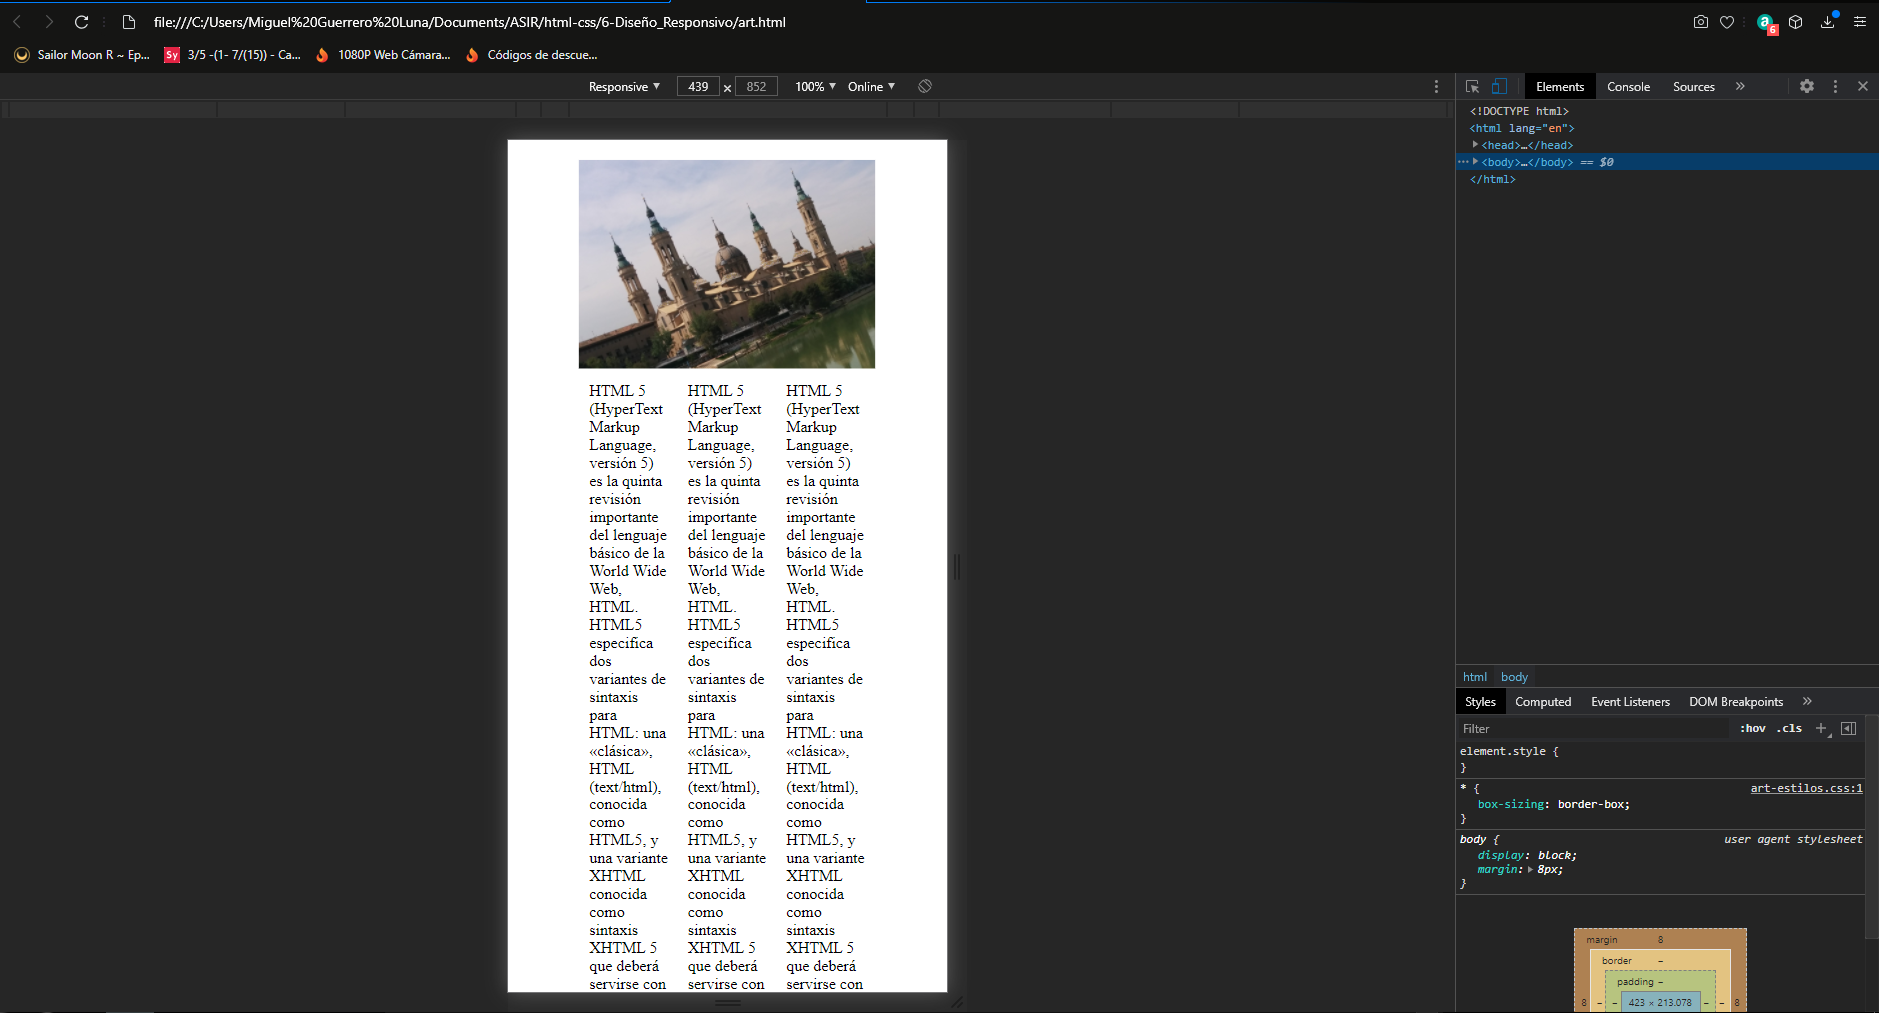 file:///C:/Users/Miguel%20Guerrero%20Luna/Documents/ASIR/html-css/6-Diseño_Responsivo/art.html
6
Sailor Moon R ~ Ep...
Sy
3/5 -(1- 7/(15)) - Ca...
1080P Web Cámara...
Códigos de descue...
Responsive ▼ 439 x 852 100% ▼ Online ▼
Elements Console Sources »
<!DOCTYPE html>
<html lang="en">
<head>…</head>
<body>…</body> == $0
</html>
HTML 5
(HyperText
Markup
Language,
versión 5)
es la quinta
revisión
importante
del lenguaje
básico de la
World Wide
Web,
HTML.
HTML5
especifica
dos
variantes de
sintaxis
para
HTML: una
«clásica»,
HTML
(text/html),
conocida
como
HTML5, y
una variante
XHTML
conocida
como
sintaxis
XHTML 5
que deberá
servirse con
HTML 5
(HyperText
Markup
Language,
versión 5)
es la quinta
revisión
importante
del lenguaje
básico de la
World Wide
Web,
HTML.
HTML5
especifica
dos
variantes de
sintaxis
para
HTML: una
«clásica»,
HTML
(text/html),
conocida
como
HTML5, y
una variante
XHTML
conocida
como
sintaxis
XHTML 5
que deberá
servirse con
HTML 5
(HyperText
Markup
Language,
versión 5)
es la quinta
revisión
importante
del lenguaje
básico de la
World Wide
Web,
HTML.
HTML5
especifica
dos
variantes de
sintaxis
para
HTML: una
«clásica»,
HTML
(text/html),
conocida
como
HTML5, y
una variante
XHTML
conocida
como
sintaxis
XHTML 5
que deberá
servirse con
html body
Styles Computed Event Listeners DOM Breakpoints »
Filter :hov .cls +
element.style {
}
* { art-estilos.css:1
box-sizing: border-box;
}
body { user agent stylesheet
display: block;
margin: 8px;
}
margin 8
border –
padding –
8 – – 423 × 213.078 – – 8